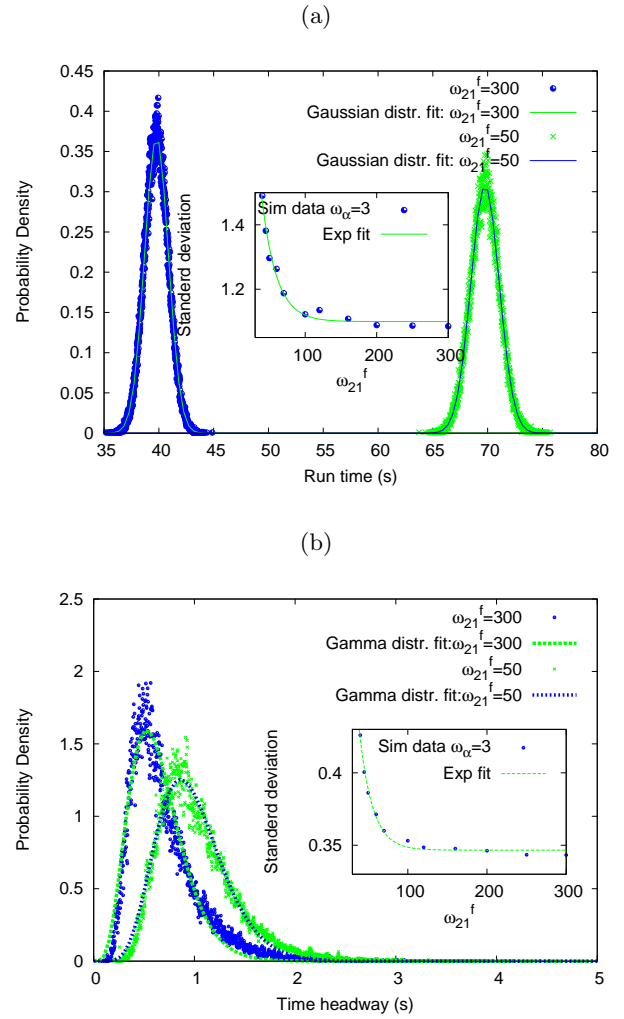 (a)
0.45
0.4
0.35
0.3
0.25
0.2
0.15
0.1
0.05
0
35 40 45 50 55 60 65 70 75 80
Probability Density
Run time (s)
ω₂₁ᶠ=300
Gaussian distr. fit: ω₂₁ᶠ=300
ω₂₁ᶠ=50
Gaussian distr. fit: ω₂₁ᶠ=50
Sim data ωα=3
Exp fit
Standerd deviation
1.4
1.2
100 200 300
ω₂₁ᶠ
(b)
2.5
2
1.5
1
0.5
0
0 1 2 3 4 5
Probability Density
Time headway (s)
ω₂₁ᶠ=300
Gamma distr. fit:ω₂₁ᶠ=300
ω₂₁ᶠ=50
Gamma distr. fit:ω₂₁ᶠ=50
Sim data ωα=3
Exp fit
Standerd deviation
0.4
0.35
100 200 300
ω₂₁ᶠ